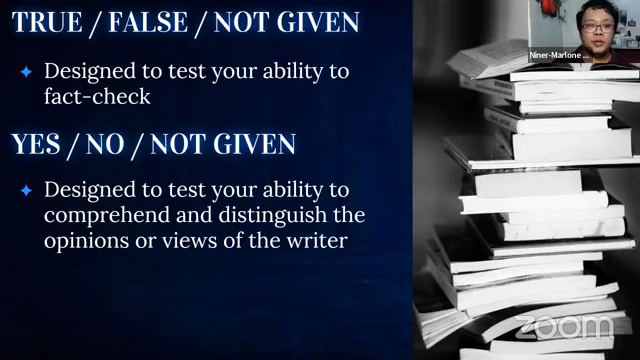 TRUE / FALSE / NOT GIVEN
Designed to test your ability to
fact-check
YES / NO / NOT GIVEN
Designed to test your ability to
comprehend and distinguish the
opinions or views of the writer
Niner-Marlone ...
zoom